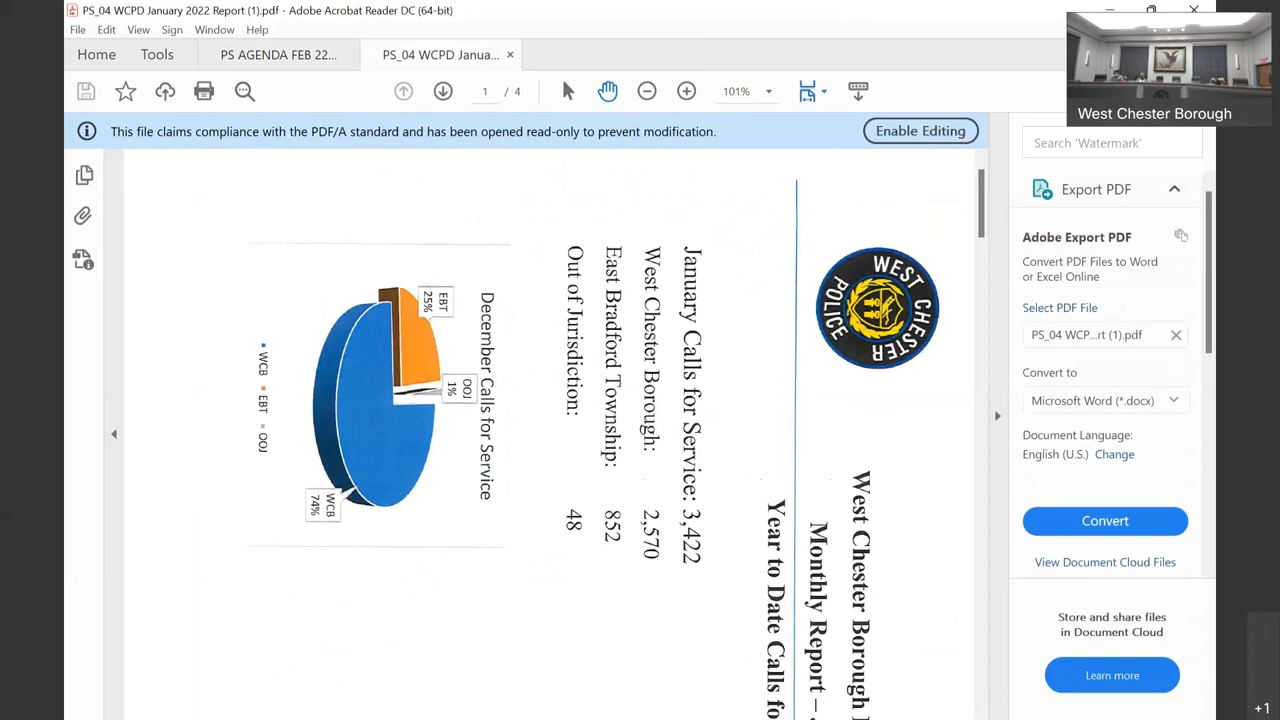 PS_04 WCPD January 2022 Report (1).pdf - Adobe Acrobat Reader DC (64-bit)
File Edit View Sign Window Help
Home Tools PS AGENDA FEB 22... PS_04 WCPD Janua... ×
1 / 4 101%
This file claims compliance with the PDF/A standard and has been opened read-only to prevent modification. Enable Editing
West Chester Borough
WEST CHESTER
POLICE
West Chester Borough
Monthly Report –
Year to Date Calls fo
January Calls for Service: 3,422
West Chester Borough: 2,570
East Bradford Township: 852
Out of Jurisdiction: 48
December Calls for Service
EBT
25%
OOJ
1%
WCB
74%
WCB EBT OOJ
Search 'Watermark'
Export PDF
Adobe Export PDF
Convert PDF Files to Word
or Excel Online
Select PDF File
PS_04 WCP...rt (1).pdf
Convert to
Microsoft Word (*.docx)
Document Language:
English (U.S.) Change
Convert
View Document Cloud Files
Store and share files
in Document Cloud
Learn more
+1